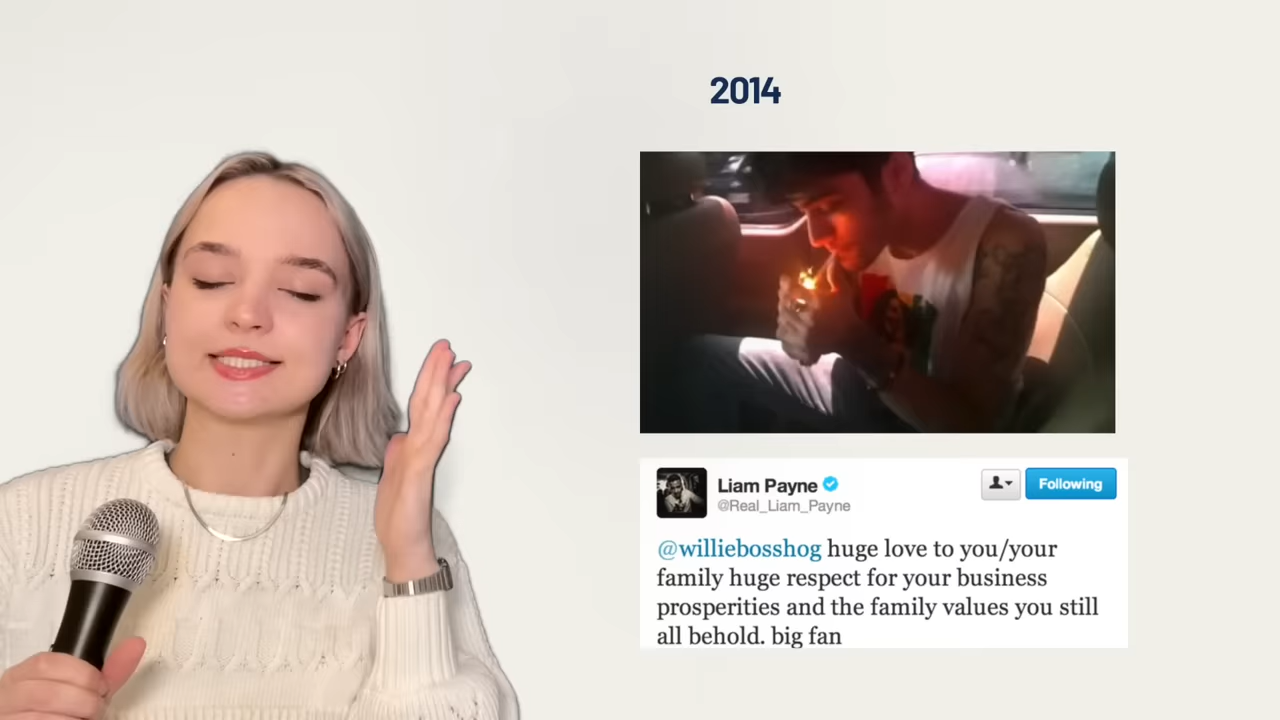 2014
Liam Payne
@Real_Liam_Payne
Following
@williebosshog huge love to you/your
family huge respect for your business
prosperities and the family values you still
all behold. big fan